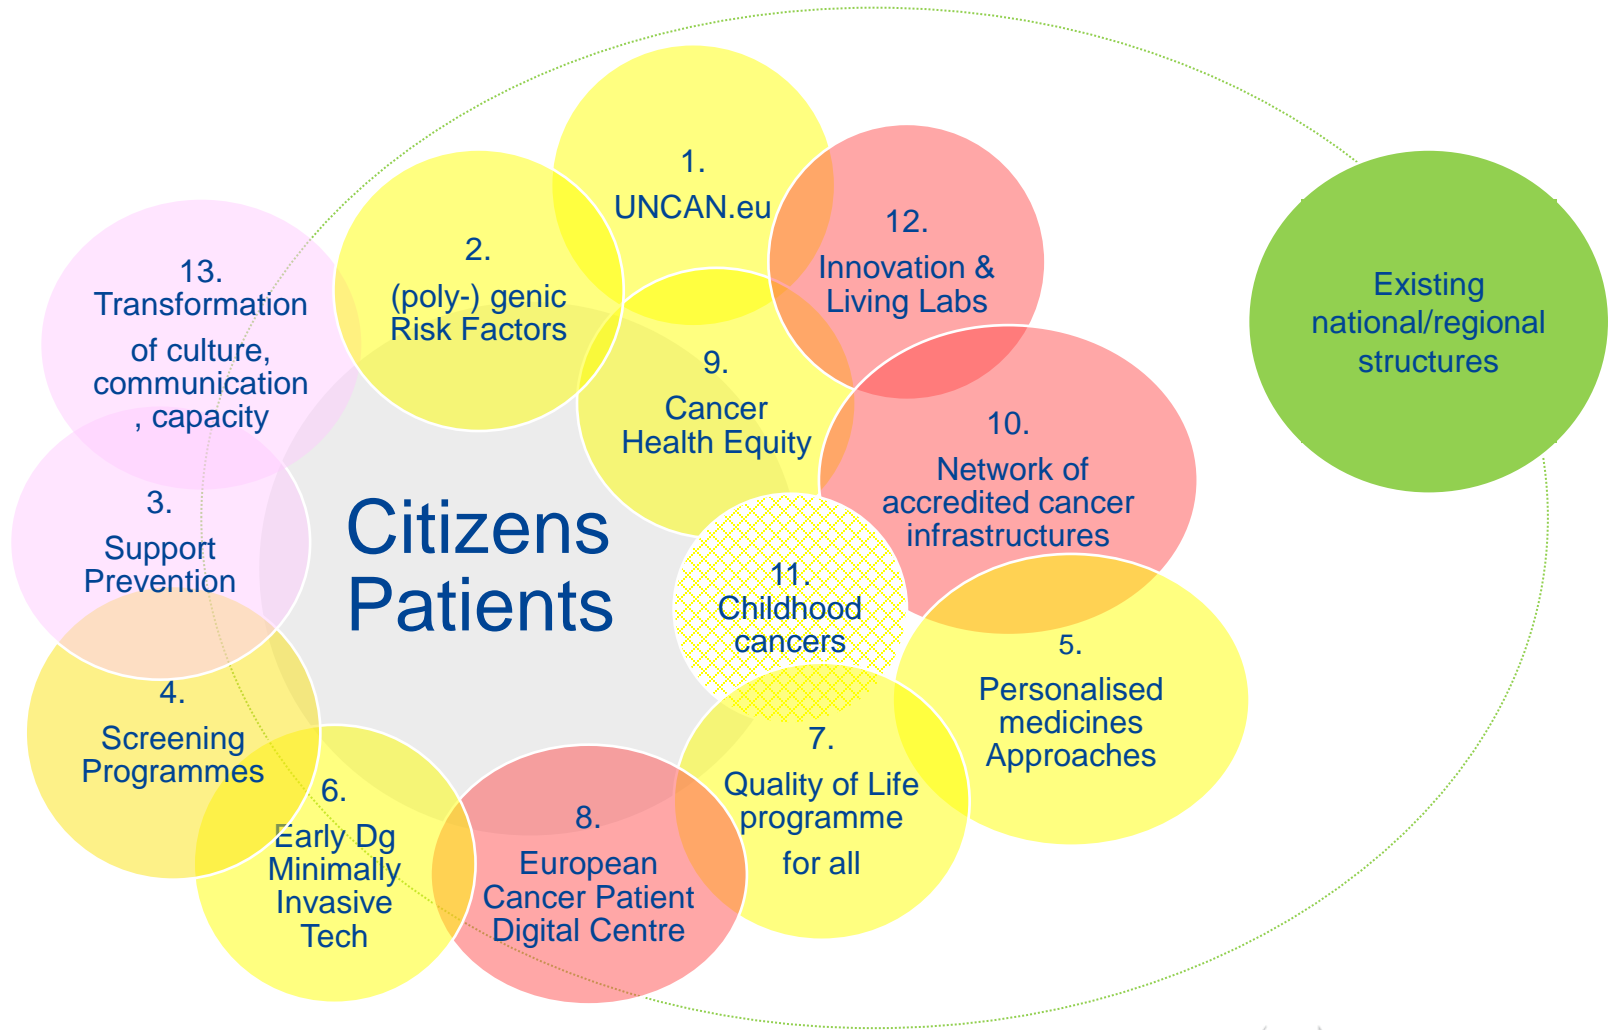 1.
UNCAN.eu
2.
(poly-) genic
Risk Factors
12.
Innovation &
Living Labs
13.
Transformation
of culture,
communication
, capacity
Existing
national/regional
structures
9.
Cancer
Health Equity
10.
Network of
accredited cancer
infrastructures
3.
Support
Prevention
Citizens
Patients
11.
Childhood
cancers
5.
Personalised
medicines
Approaches
4.
Screening
Programmes
7.
Quality of Life
programme
for all
6.
Early Dg
Minimally
Invasive
Tech
8.
European
Cancer Patient
Digital Centre